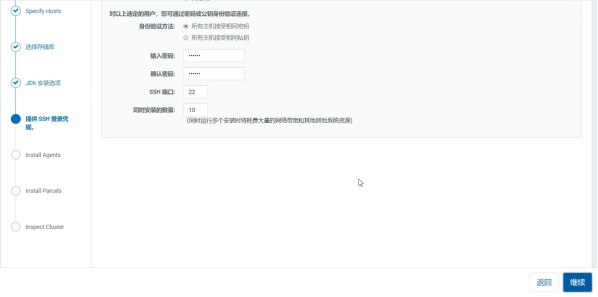 Specify Hosts
选择存储库
JDK 安装选项
提供 SSH 登录凭
据。
Install Agents
Install Parcels
Inspect Cluster
对以上选定的用户，您可通过密码或公钥身份验证连接。
身份验证方法:
所有主机接受相同密码
所有主机接受相同私钥
输入密码:
······
确认密码:
······
SSH 端口:
22
同时安装的数量:
10
(同时运行多个安装时将耗费大量的网络带宽和其他系统资源)
返回
继续